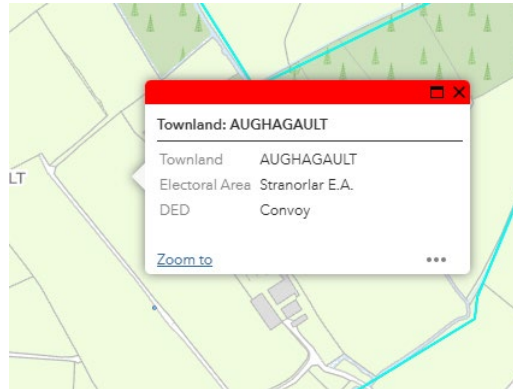 Townland: AUGHAGAULT
Townland AUGHAGAULT
Electoral Area Stranorlar E.A.
DED Convoy
LT
Zoom to